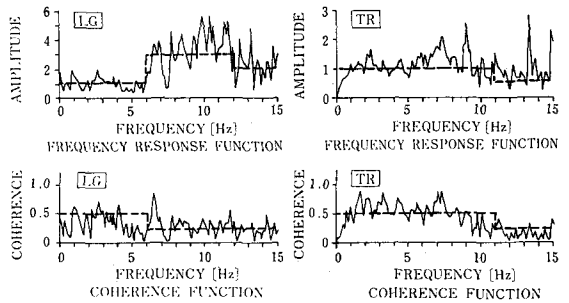 LG
AMPLITUDE
6
4
2
0
0 5 10 15
FREQUENCY [Hz]
FREQUENCY RESPONSE FUNCTION
TR
AMPLITUDE
3
2
1
0
0 5 10 15
FREQUENCY [Hz]
FREQUENCY RESPONSE FUNCTION
LG
COHERENCE
1.0
0.5
0
0 5 10 15
FREQUENCY [Hz]
COHERENCE FUNCTION
TR
COHERENCE
1.0
0.5
0
0 5 10 15
FREQUENCY [Hz]
COHERENCE FUNCTION